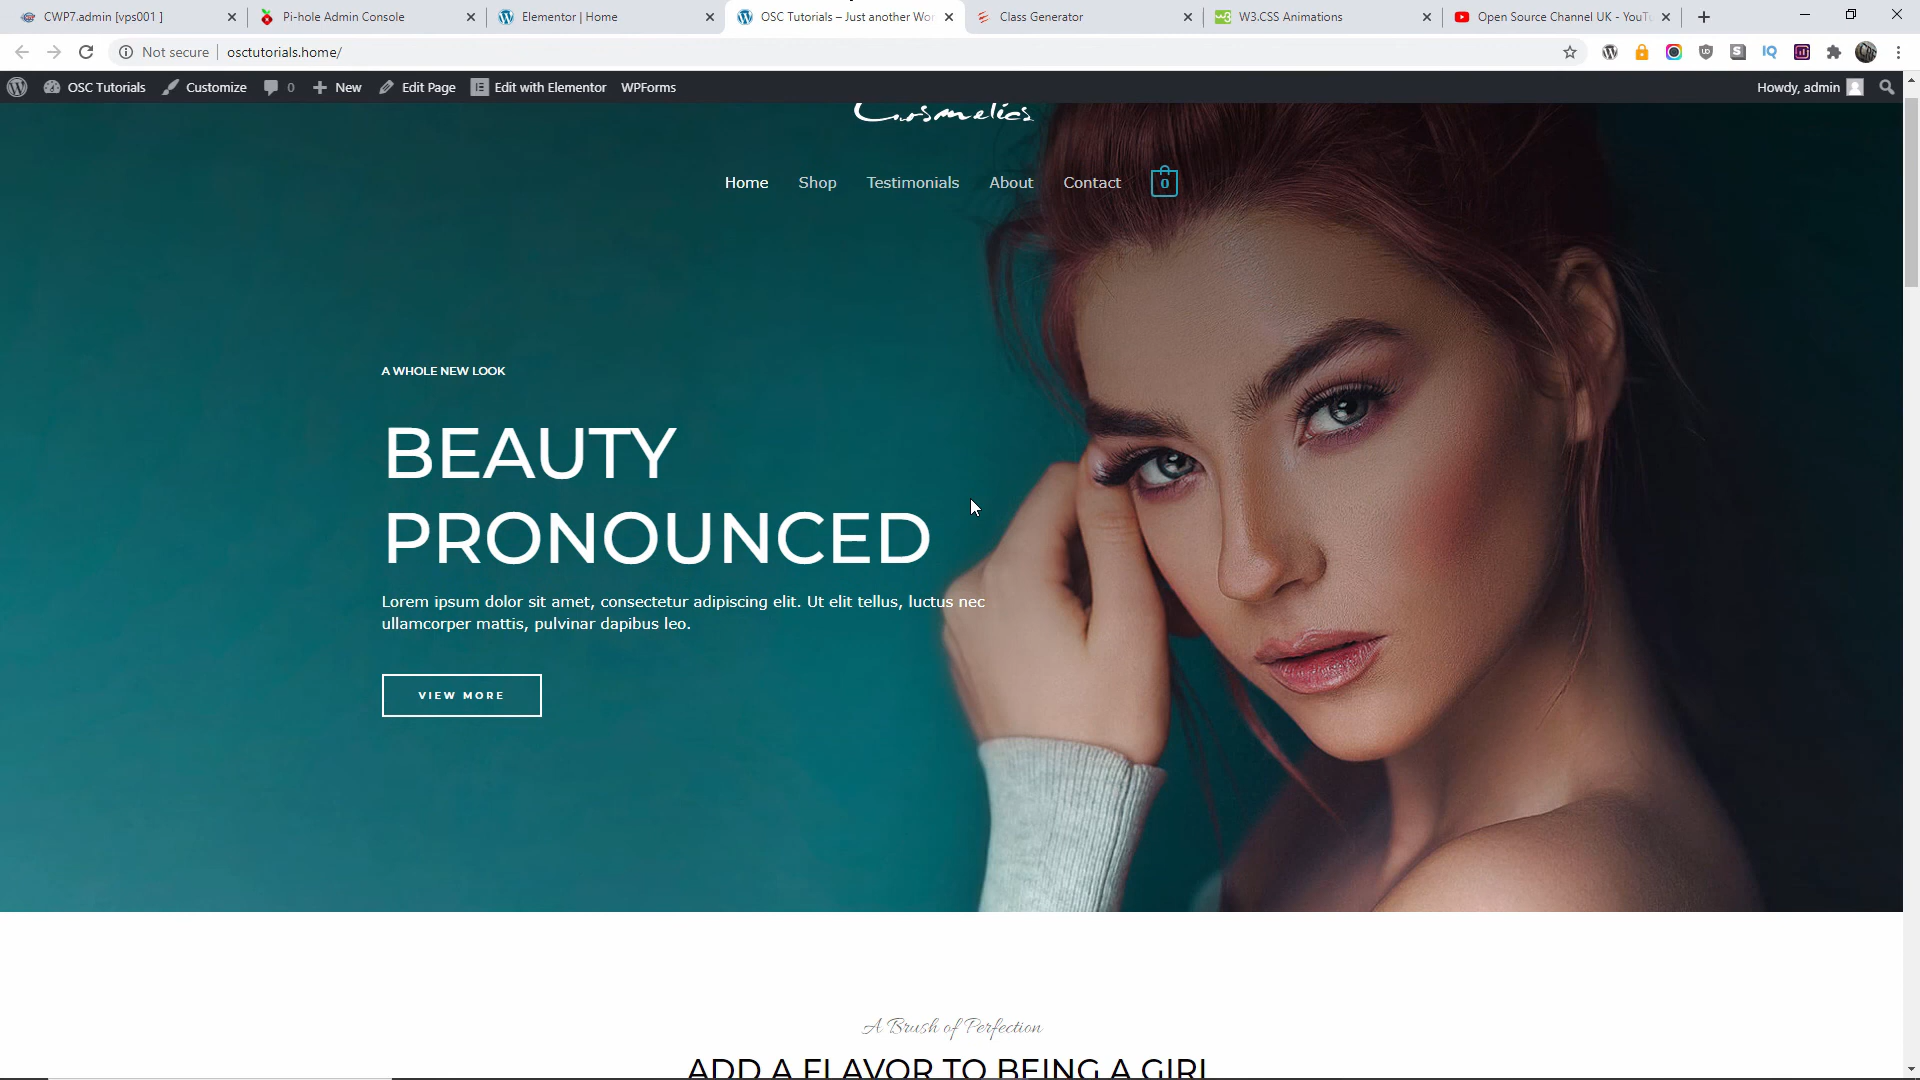 CWP7.admin [vps001 ]
Pi-hole Admin Console
Elementor | Home
OSC Tutorials – Just another Wor
Class Generator
W3.CSS Animations
Open Source Channel UK - YouTu
Not secure
osctutorials.home/
OSC Tutorials
Customize
0
New
Edit Page
Edit with Elementor
WPForms
Howdy, admin
Cosmetics
Home
Shop
Testimonials
About
Contact
0
A WHOLE NEW LOOK
BEAUTY
PRONOUNCED
Lorem ipsum dolor sit amet, consectetur adipiscing elit. Ut elit tellus, luctus nec
ullamcorper mattis, pulvinar dapibus leo.
VIEW MORE
A Brush of Perfection
ADD A FLAVOR TO BEING A GIRL